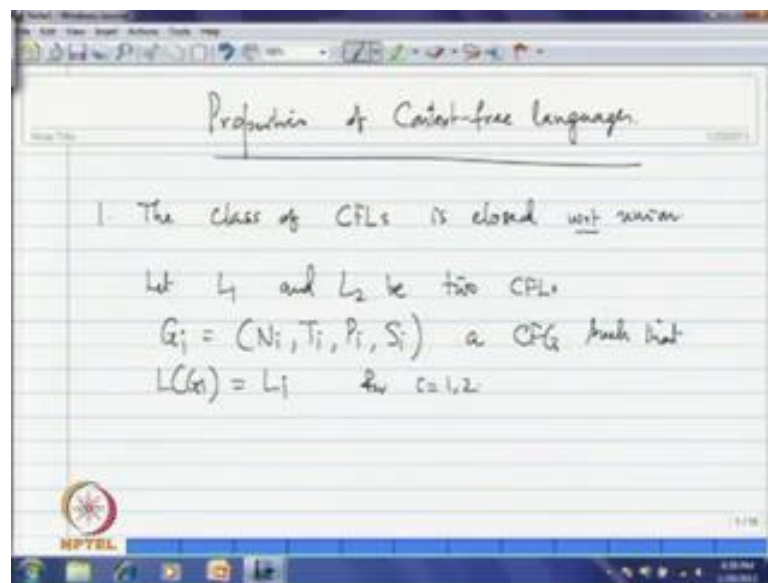 Properties of Context-free languages.
1. The class of CFLs is closed wrt union
Let L1 and L2 be two CFLs
Gi = (Ni, Ti, Pi, Si) a CFG such that
L(Gi) = Li for i=1,2
NPTEL